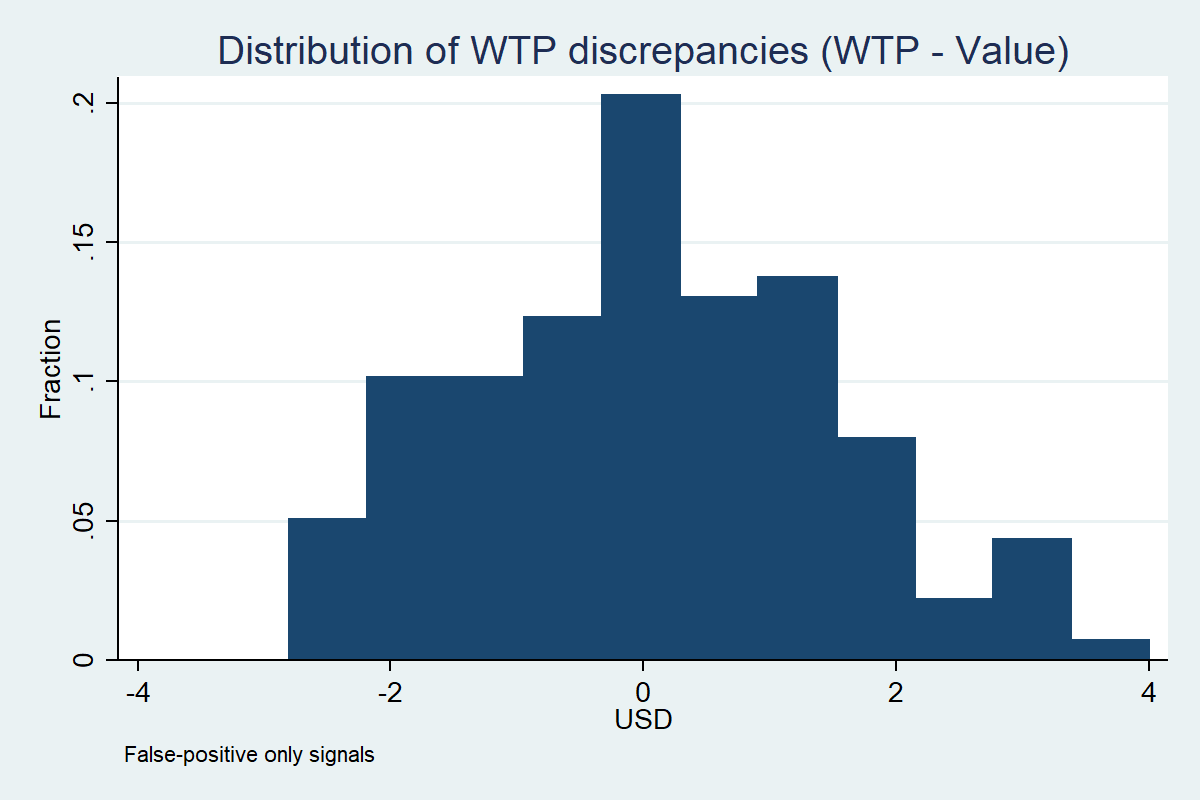 Distribution of WTP discrepancies (WTP - Value)
Fraction
.2
.15
.1
.05
0
-4 -2 0 2 4
USD
False-positive only signals